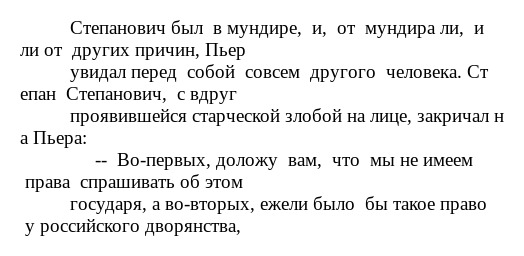 Степанович был  в мундире,  и,  от  мундира ли,  и
ли от  других причин, Пьер
увидал перед  собой  совсем  другого  человека. Ст
епан  Степанович,  с вдруг
проявившейся старческой злобой на лице, закричал н
а Пьера:
--  Во-первых, доложу  вам,  что  мы не имеем
права  спрашивать об этом
государя, а во-вторых, ежели было  бы такое право
у российского дворянства,